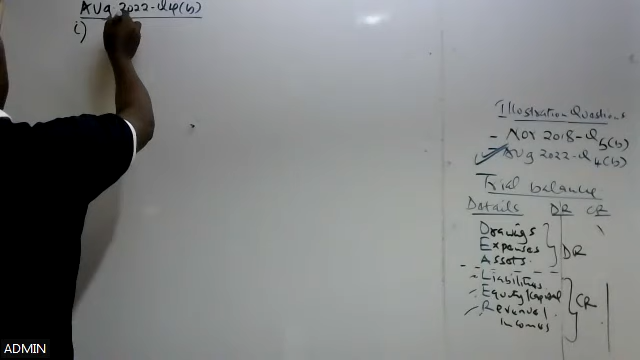 Aug 2022-Q4(b)
i)
Illustration Questions
- Nov 2018-Q5(b)
- Aug 2022-Q4(b)
Trial balance
Details DR CR
Drawings
Expenses DR
Assets.
Liabilities
Equity/Capital CR
Revenue/
incomes
ADMIN